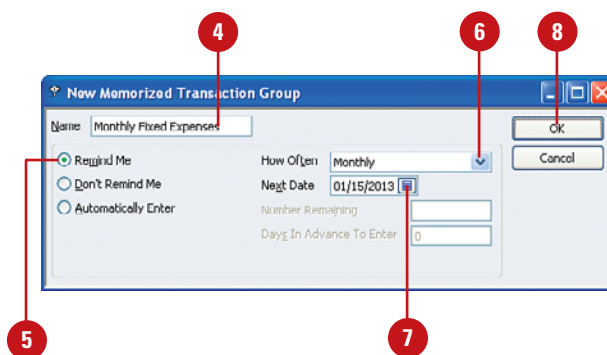 4
6
8
New Memorized Transaction Group
Name Monthly Fixed Expenses
OK
Remind Me
How Often Monthly
Cancel
Don't Remind Me
Next Date 01/15/2013
Automatically Enter
Number Remaining
Days In Advance To Enter 0
5
7